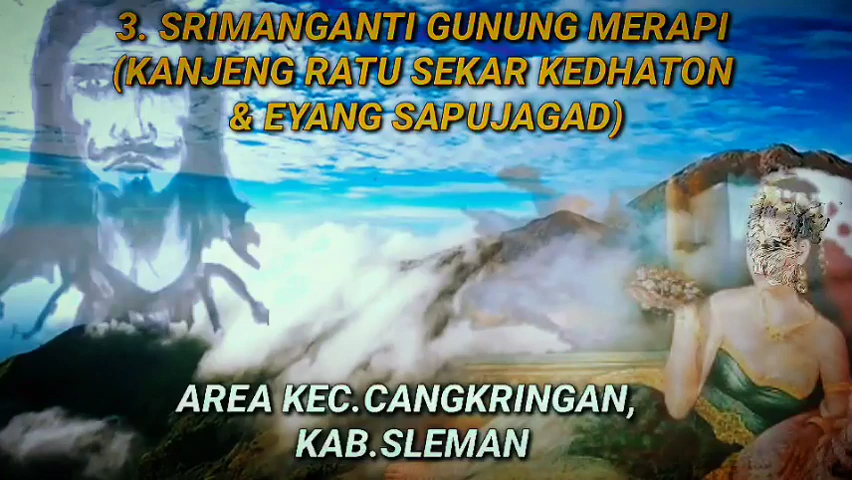 3. SRIMANGANTI GUNUNG MERAPI
(KANJENG RATU SEKAR KEDHATON
& EYANG SAPUJAGAD)
AREA KEC.CANGKRINGAN,
KAB.SLEMAN